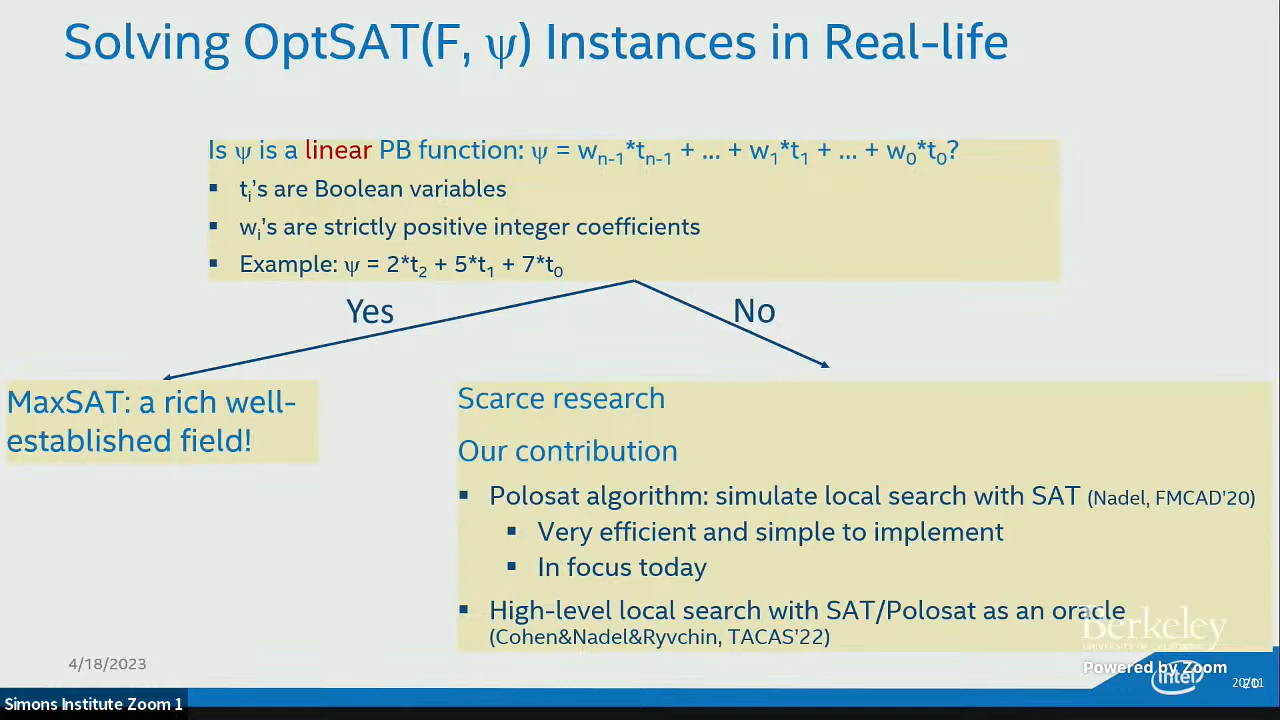 Solving OptSAT(F, ψ) Instances in Real-life
Is ψ is a linear PB function: ψ = wn-1*tn-1 + ... + w1*t1 + ... + w0*t0?
▪ ti's are Boolean variables
▪ wi's are strictly positive integer coefficients
▪ Example: ψ = 2*t2 + 5*t1 + 7*t0
Yes
No
MaxSAT: a rich well-
established field!
Scarce research
Our contribution
▪ Polosat algorithm: simulate local search with SAT (Nadel, FMCAD'20)
▪ Very efficient and simple to implement
▪ In focus today
▪ High-level local search with SAT/Polosat as an oracle
(Cohen&Nadel&Ryvchin, TACAS'22)
Berkeley
UNIVERSITY OF CALIFORNIA
4/18/2023
Powered by Zoom
intel
Simons Institute Zoom 1